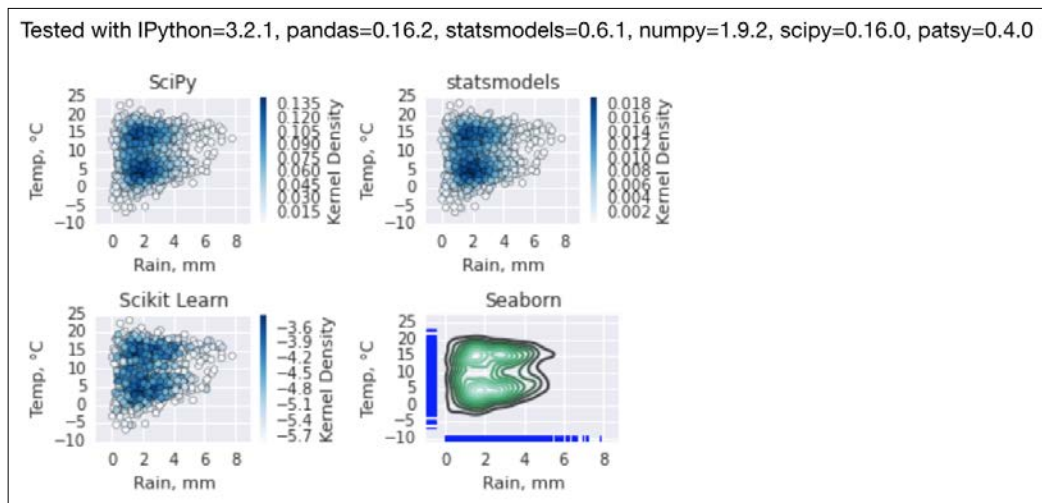 Tested with IPython=3.2.1, pandas=0.16.2, statsmodels=0.6.1, numpy=1.9.2, scipy=0.16.0, patsy=0.4.0
SciPy
25
20
15
10
5
0
−5
−10
Temp, °C
0 2 4 6 8
Rain, mm
0.135
0.120
0.105
0.090
0.075
0.060
0.045
0.030
0.015
Kernel Density
statsmodels
25
20
15
10
5
0
−5
−10
Temp, °C
0 2 4 6 8
Rain, mm
0.018
0.016
0.014
0.012
0.010
0.008
0.006
0.004
0.002
Kernel Density
Scikit Learn
25
20
15
10
5
0
−5
−10
Temp, °C
0 2 4 6 8
Rain, mm
−3.6
−3.9
−4.2
−4.5
−4.8
−5.1
−5.4
−5.7
Kernel Density
Seaborn
25
20
15
10
5
0
−5
−10
Temp, °C
0 2 4 6 8
Rain, mm